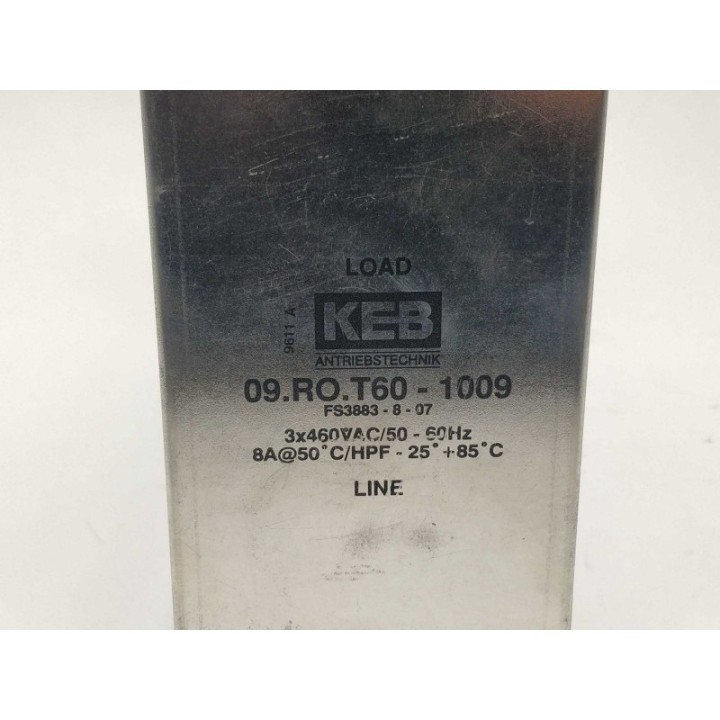 LOAD
KEB
9611 A
ANTRIEBSTECHNIK
09.RO.T60 - 1009
FS3883 - 8 - 07
3x460VAC/50 - 60Hz
8A@50°C/HPF - 25° +85°C
LINE